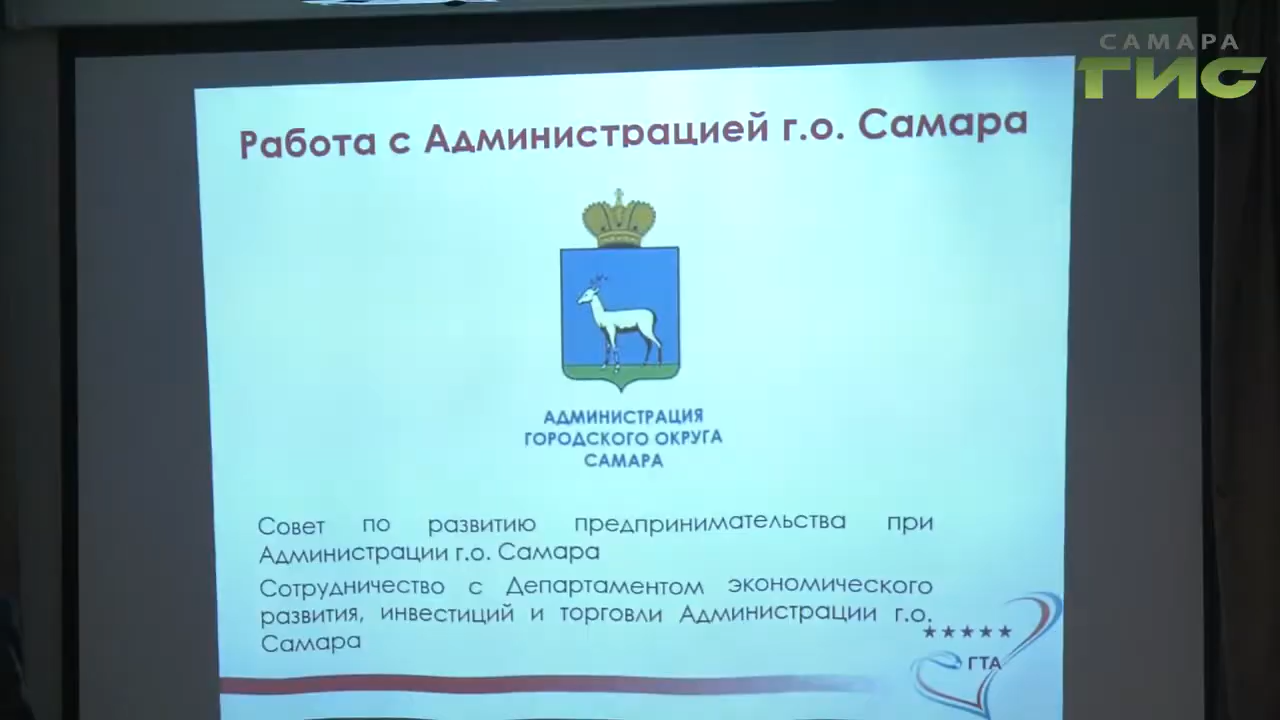 САМАРА
ГИС
Работа с Администрацией г.о. Самара
АДМИНИСТРАЦИЯ
ГОРОДСКОГО ОКРУГА
САМАРА
Совет по развитию предпринимательства при
Администрации г.о. Самара
Сотрудничество с Департаментом экономического
развития, инвестиций и торговли Администрации г.о.
Самара
ГТА